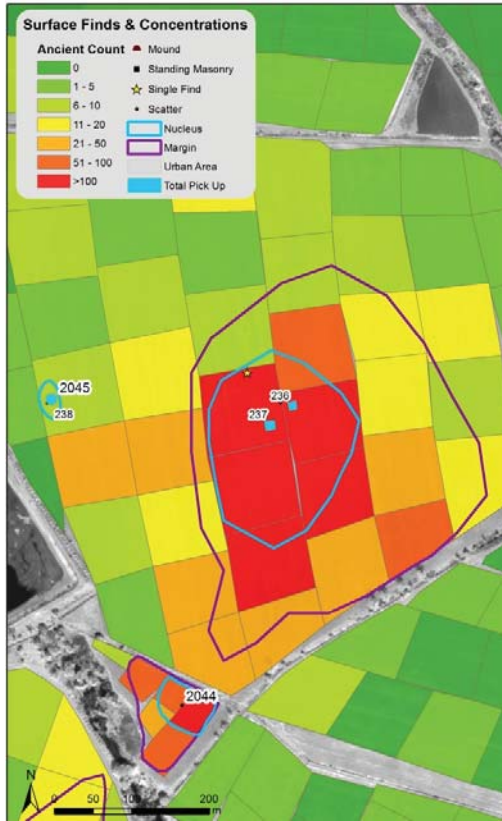 Surface Finds & Concentrations
Ancient Count
0
1 - 5
6 - 10
11 - 20
21 - 50
51 - 100
>100
Mound
Standing Masonry
Single Find
Scatter
Nucleus
Margin
Urban Area
Total Pick Up
2045
238
236
237
2044
N
0 50 100 200
m